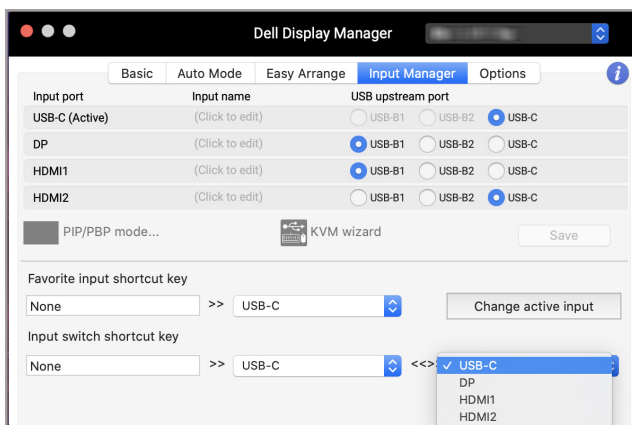 Dell Display Manager
Basic Auto Mode Easy Arrange Input Manager Options i
Input port Input name USB upstream port
USB-C (Active) (Click to edit) USB-B1 USB-B2 USB-C
DP (Click to edit) USB-B1 USB-B2 USB-C
HDMI1 (Click to edit) USB-B1 USB-B2 USB-C
HDMI2 (Click to edit) USB-B1 USB-B2 USB-C
PIP/PBP mode... KVM wizard Save
Favorite input shortcut key
None >> USB-C Change active input
Input switch shortcut key
None >> USB-C <<> ✓ USB-C
DP
HDMI1
HDMI2